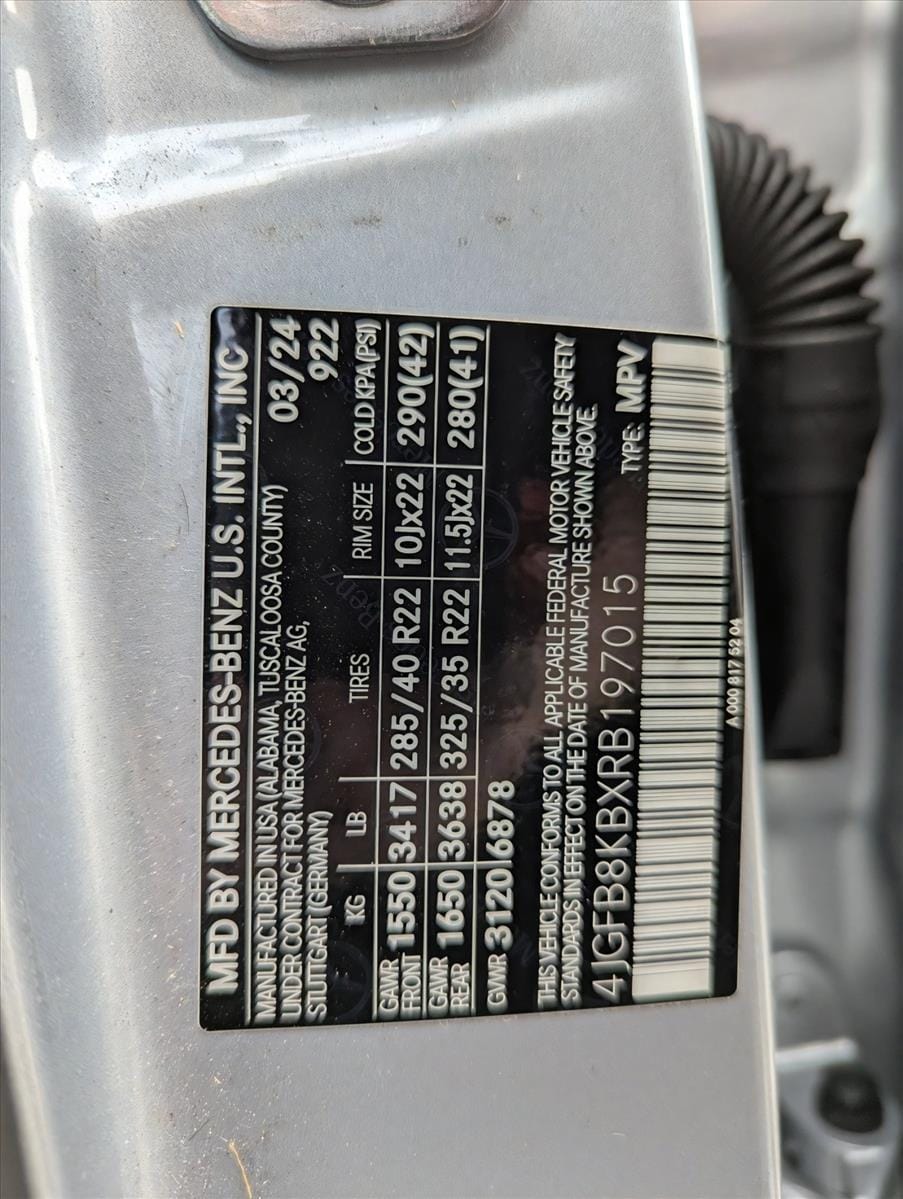 MFD BY MERCEDES-BENZ U.S. INTL., INC
MANUFACTURED IN USA (ALABAMA, TUSCALOOSA COUNTY) 03/24
UNDER CONTRACT FOR MERCEDES-BENZ AG, 922
STUTTGART (GERMANY)
KG LB TIRES RIM SIZE COLD KPA(PSI)
GAWR FRONT 1550 3417 285/40 R22 10Jx22 290(42)
GAWR REAR 1650 3638 325/35 R22 11.5Jx22 280(41)
GVWR 3120 6878
THIS VEHICLE CONFORMS TO ALL APPLICABLE FEDERAL MOTOR VEHICLE SAFETY
STANDARDS IN EFFECT ON THE DATE OF MANUFACTURE SHOWN ABOVE.
4JGFB8KBXRB197015 TYPE: MPV
A 000 817 52 04